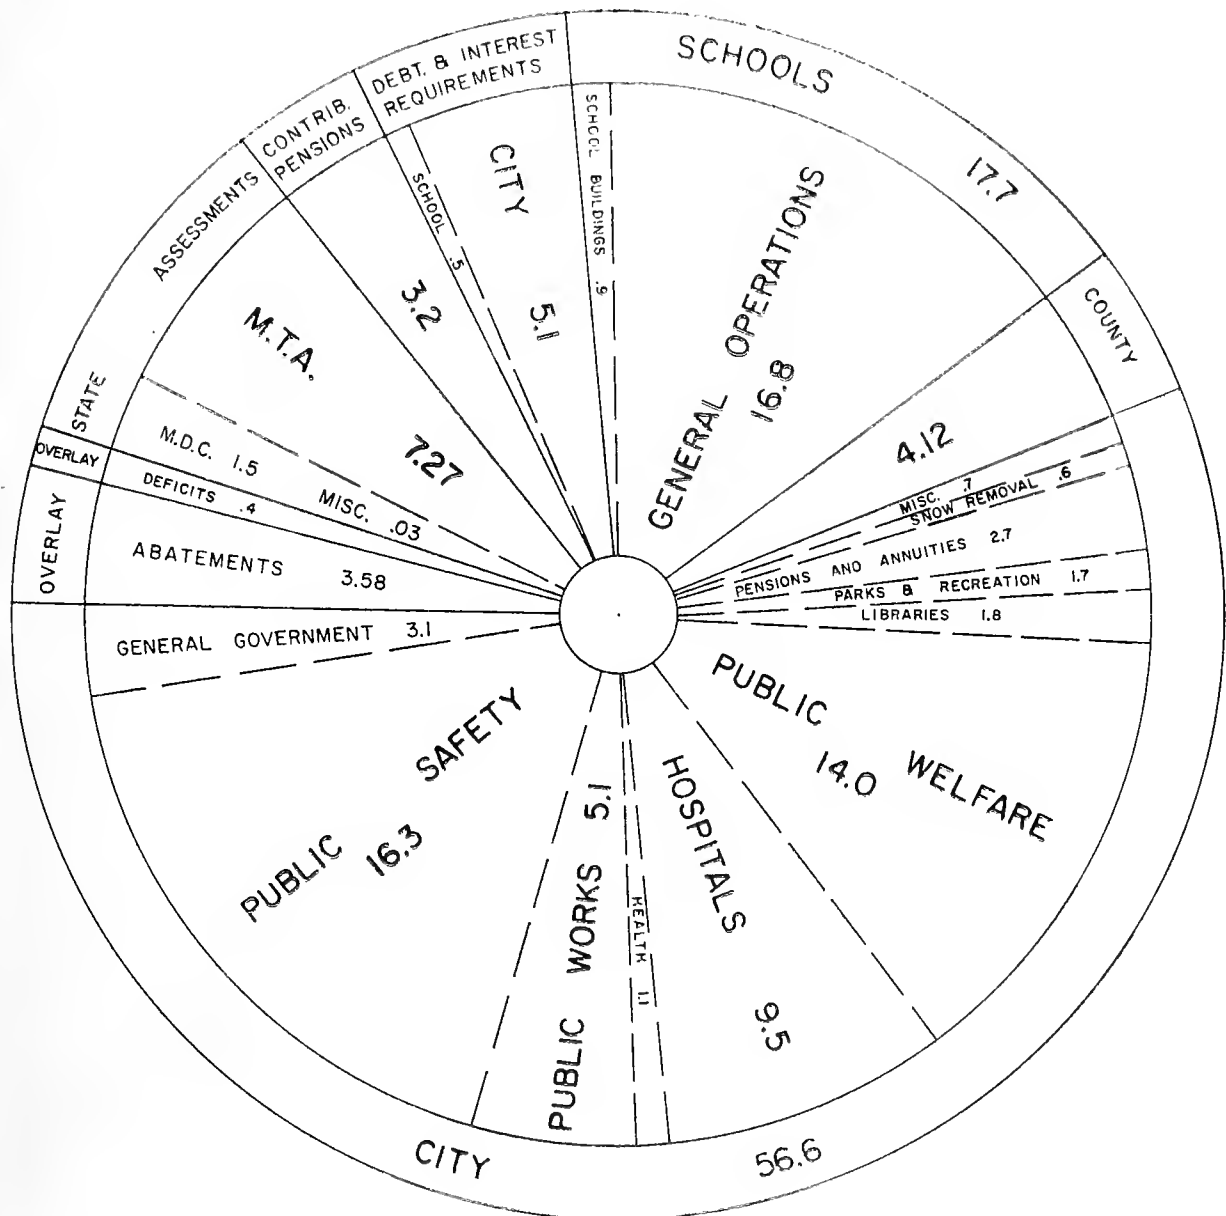 SCHOOLS
17.7
SCHOOL BUILDINGS .9
GENERAL OPERATIONS
16.8
COUNTY
4.12
MISC. .7
SNOW REMOVAL .6
PENSIONS AND ANNUITIES 2.7
PARKS & RECREATION 1.7
LIBRARIES 1.8
PUBLIC WELFARE
14.0
HOSPITALS
9.5
HEALTH 1.1
PUBLIC WORKS 5.1
CITY
56.6
PUBLIC SAFETY
16.3
GENERAL GOVERNMENT 3.1
OVERLAY
ABATEMENTS 3.58
OVERLAY
DEFICITS .4
STATE ASSESSMENTS
M.D.C. 1.5
MISC. .03
M.T.A.
7.27
CONTRIB.
PENSIONS
3.2
DEBT. & INTEREST
REQUIREMENTS
SCHOOL .5
CITY
5.1